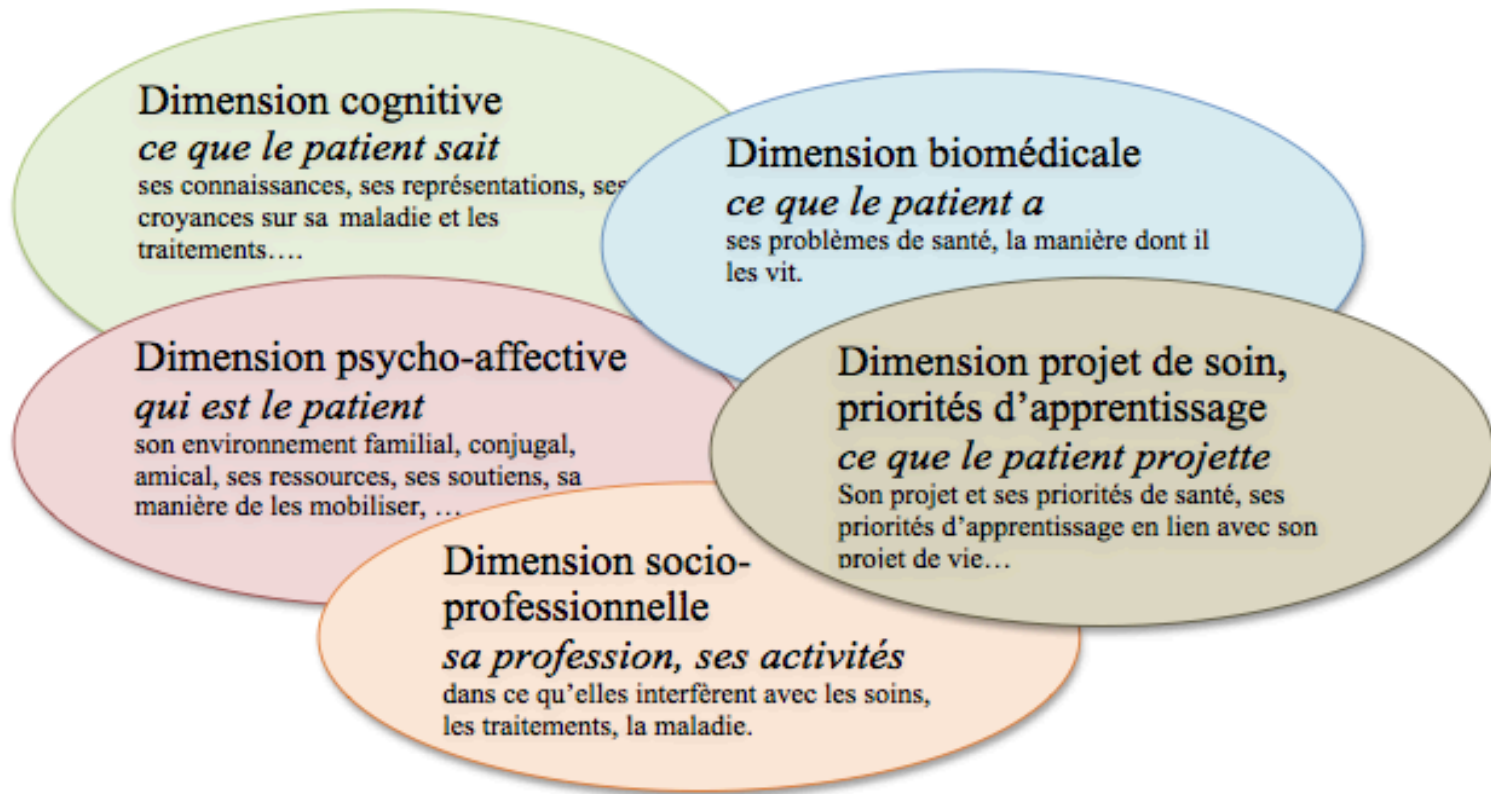 Dimension cognitive
ce que le patient sait
ses connaissances, ses représentations, ses
croyances sur sa maladie et les
traitements….
Dimension biomédicale
ce que le patient a
ses problèmes de santé, la manière dont il
les vit.
Dimension psycho-affective
qui est le patient
son environnement familial, conjugal,
amical, ses ressources, ses soutiens, sa
manière de les mobiliser, …
Dimension projet de soin,
priorités d’apprentissage
ce que le patient projette
Son projet et ses priorités de santé, ses
priorités d’apprentissage en lien avec son
projet de vie…
Dimension socio-
professionnelle
sa profession, ses activités
dans ce qu’elles interfèrent avec les soins,
les traitements, la maladie.